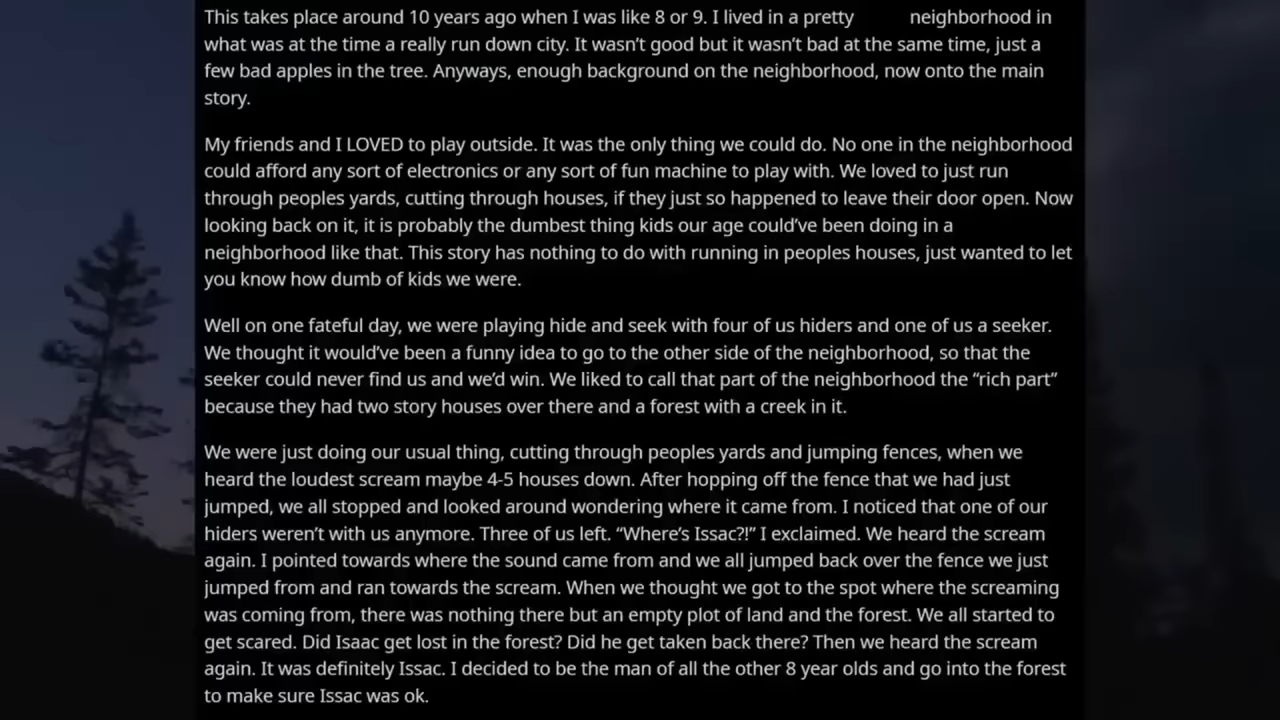 This takes place around 10 years ago when I was like 8 or 9. I lived in a pretty neighborhood in
what was at the time a really run down city. It wasn't good but it wasn't bad at the same time, just a
few bad apples in the tree. Anyways, enough background on the neighborhood, now onto the main
story.
My friends and I LOVED to play outside. It was the only thing we could do. No one in the neighborhood
could afford any sort of electronics or any sort of fun machine to play with. We loved to just run
through peoples yards, cutting through houses, if they just so happened to leave their door open. Now
looking back on it, it is probably the dumbest thing kids our age could've been doing in a
neighborhood like that. This story has nothing to do with running in peoples houses, just wanted to let
you know how dumb of kids we were.
Well on one fateful day, we were playing hide and seek with four of us hiders and one of us a seeker.
We thought it would've been a funny idea to go to the other side of the neighborhood, so that the
seeker could never find us and we'd win. We liked to call that part of the neighborhood the “rich part”
because they had two story houses over there and a forest with a creek in it.
We were just doing our usual thing, cutting through peoples yards and jumping fences, when we
heard the loudest scream maybe 4-5 houses down. After hopping off the fence that we had just
jumped, we all stopped and looked around wondering where it came from. I noticed that one of our
hiders weren't with us anymore. Three of us left. “Where's Issac?!” I exclaimed. We heard the scream
again. I pointed towards where the sound came from and we all jumped back over the fence we just
jumped from and ran towards the scream. When we thought we got to the spot where the screaming
was coming from, there was nothing there but an empty plot of land and the forest. We all started to
get scared. Did Isaac get lost in the forest? Did he get taken back there? Then we heard the scream
again. It was definitely Issac. I decided to be the man of all the other 8 year olds and go into the forest
to make sure Issac was ok.